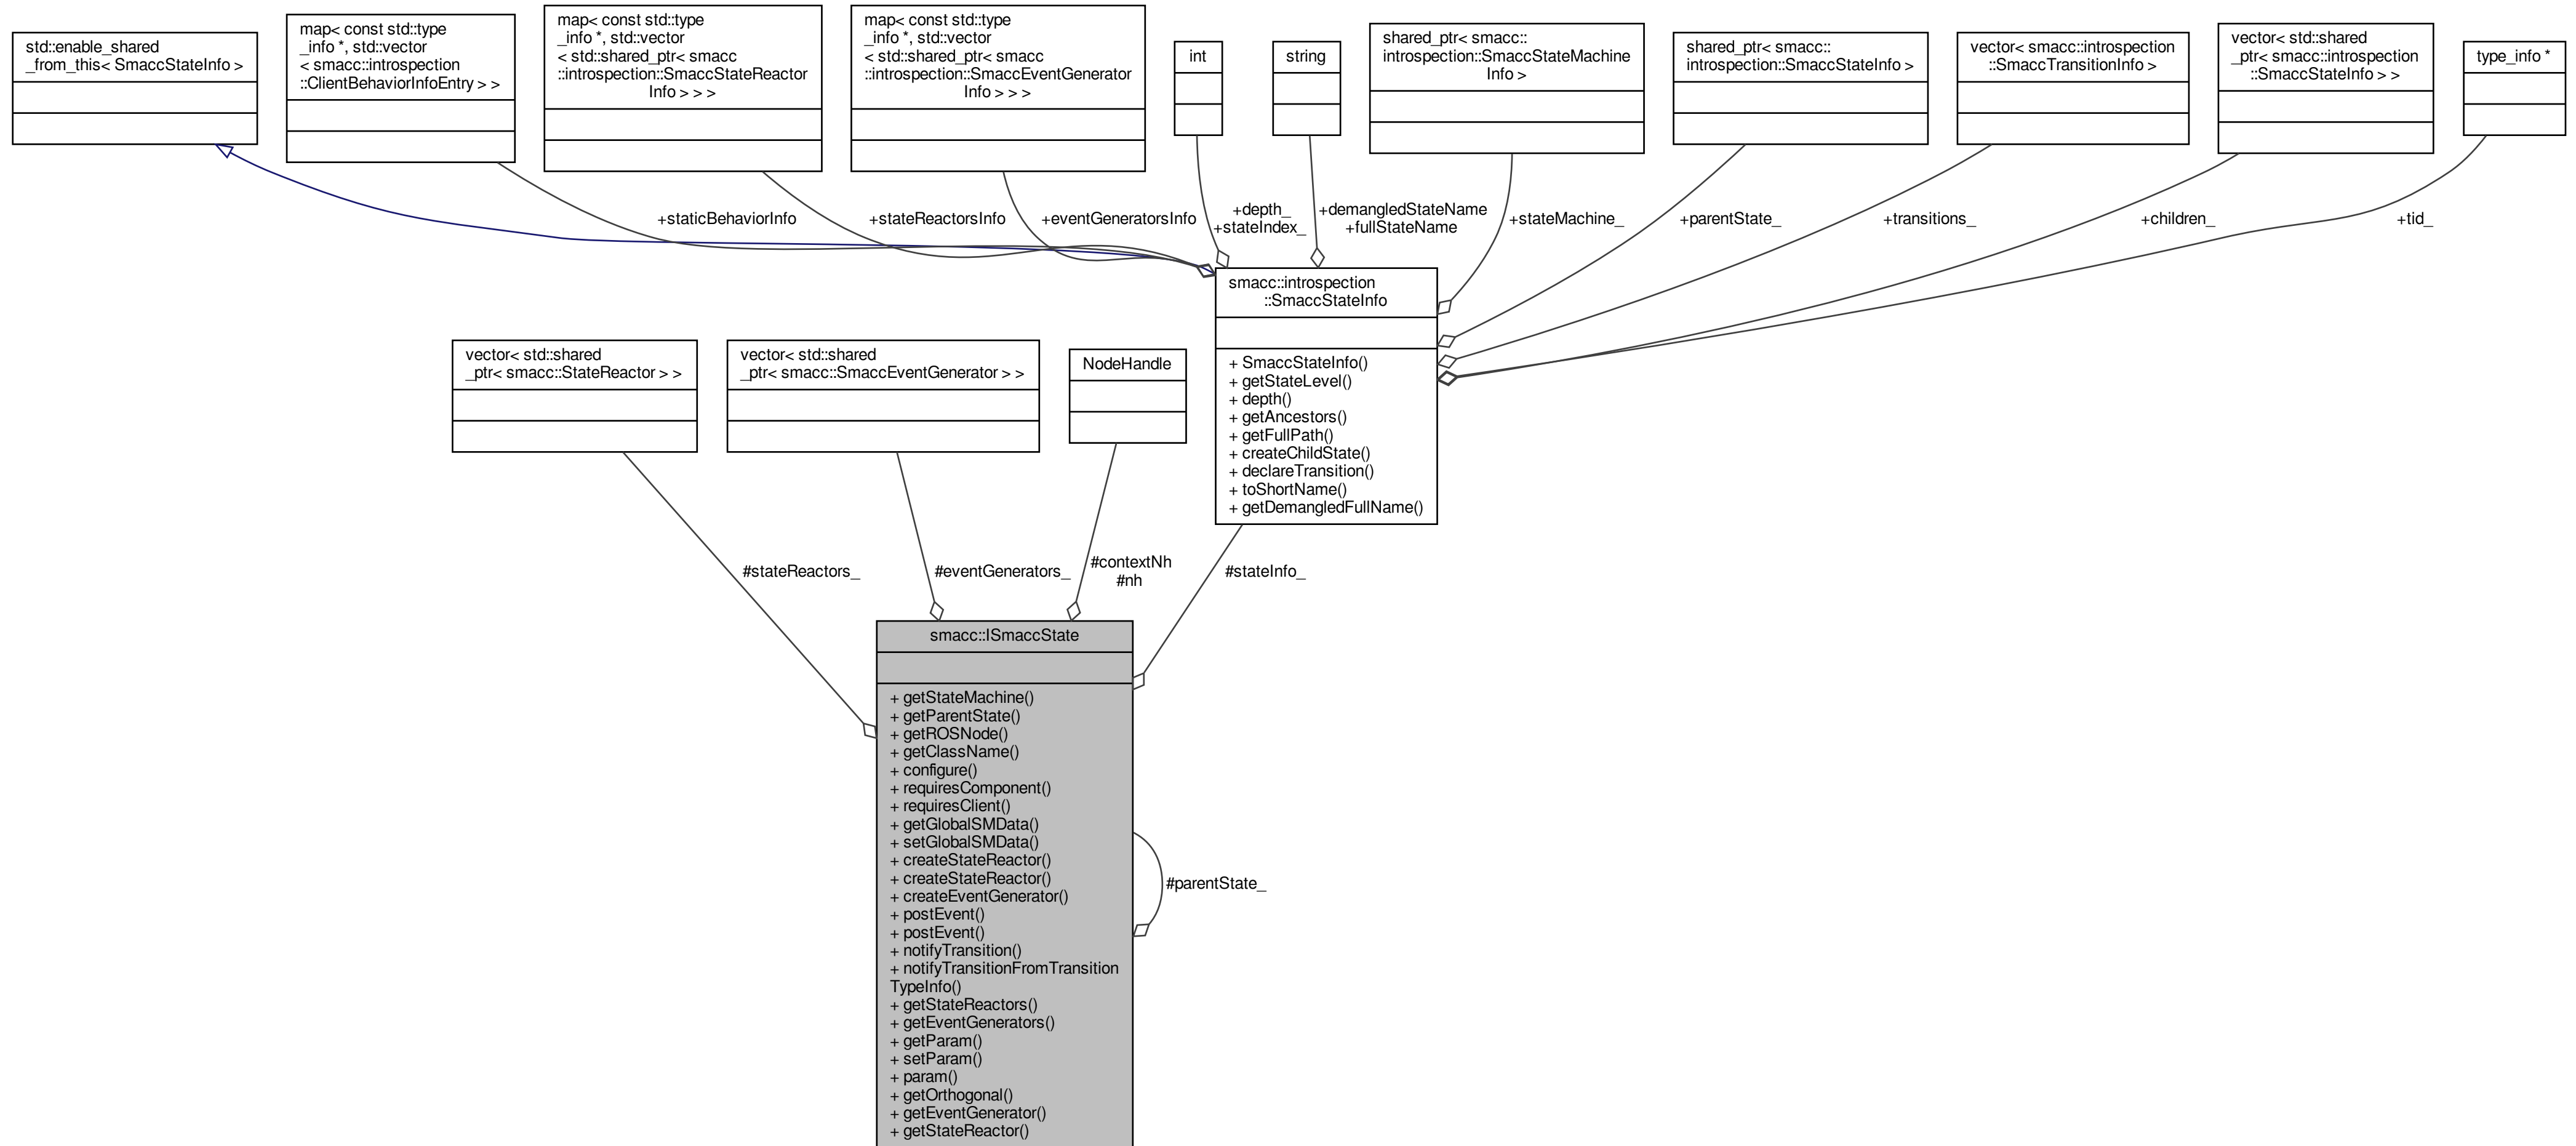 std::enable_shared
_from_this< SmaccStateInfo >
map< const std::type
_info *, std::vector
< smacc::introspection
::ClientBehaviorInfoEntry > >
map< const std::type
_info *, std::vector
< std::shared_ptr< smacc
::introspection::SmaccStateReactor
Info > > >
map< const std::type
_info *, std::vector
< std::shared_ptr< smacc
::introspection::SmaccEventGenerator
Info > > >
int
string
shared_ptr< smacc::
introspection::SmaccStateMachine
Info >
shared_ptr< smacc::
introspection::SmaccStateInfo >
vector< smacc::introspection
::SmaccTransitionInfo >
vector< std::shared
_ptr< smacc::introspection
::SmaccStateInfo > >
type_info *
+staticBehaviorInfo
+stateReactorsInfo
+eventGeneratorsInfo
+depth_
+stateIndex_
+demangledStateName
+fullStateName
+stateMachine_
+parentState_
+transitions_
+children_
+tid_
smacc::introspection
::SmaccStateInfo
+ SmaccStateInfo()
+ getStateLevel()
+ depth()
+ getAncestors()
+ getFullPath()
+ createChildState()
+ declareTransition()
+ toShortName()
+ getDemangledFullName()
vector< std::shared
_ptr< smacc::StateReactor > >
vector< std::shared
_ptr< smacc::SmaccEventGenerator > >
NodeHandle
#stateReactors_
#eventGenerators_
#contextNh
#nh
#stateInfo_
smacc::ISmaccState
+ getStateMachine()
+ getParentState()
+ getROSNode()
+ getClassName()
+ configure()
+ requiresComponent()
+ requiresClient()
+ getGlobalSMData()
+ setGlobalSMData()
+ createStateReactor()
+ createStateReactor()
+ createEventGenerator()
+ postEvent()
+ postEvent()
+ notifyTransition()
+ notifyTransitionFromTransition
TypeInfo()
+ getStateReactors()
+ getEventGenerators()
+ getParam()
+ setParam()
+ param()
+ getOrthogonal()
+ getEventGenerator()
+ getStateReactor()
#parentState_